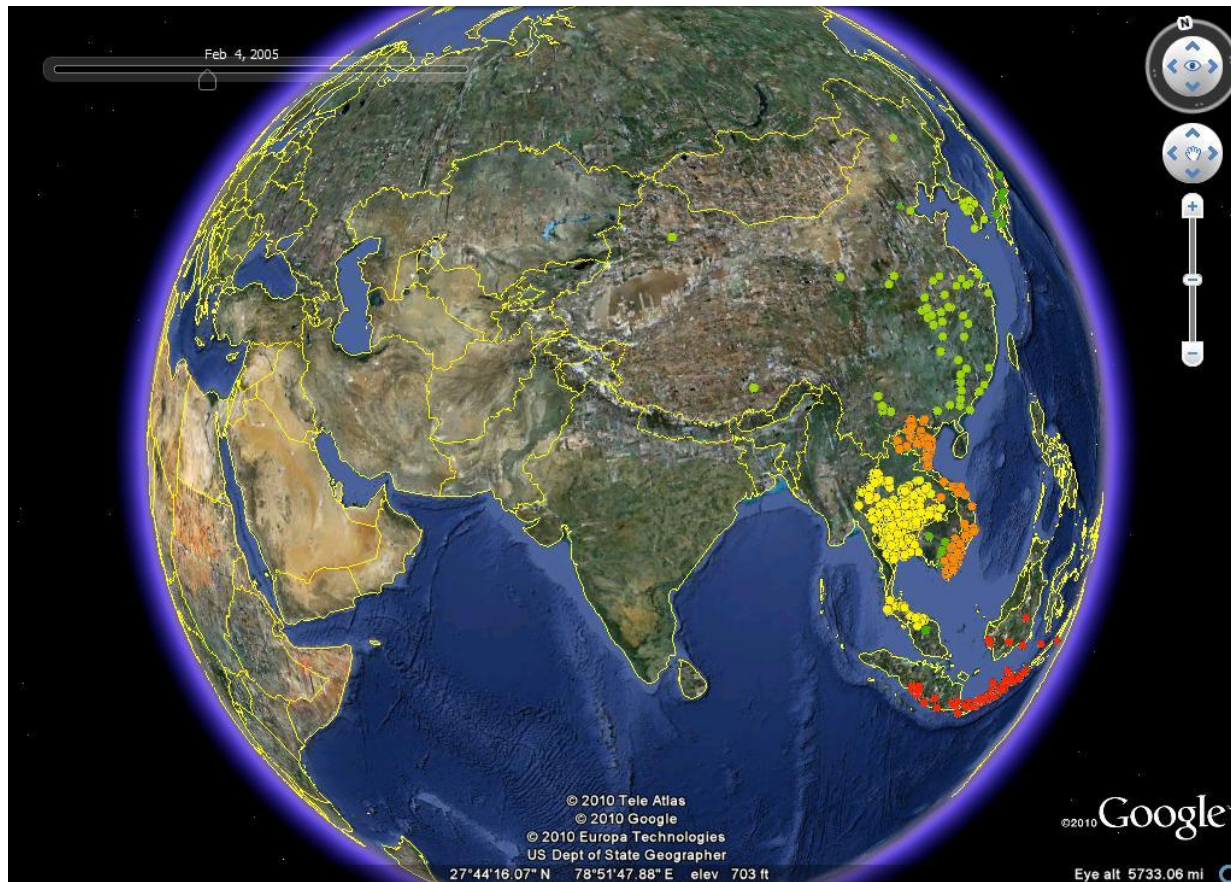 Feb 4, 2005
N
© 2010 Tele Atlas
© 2010 Google
© 2010 Europa Technologies
US Dept of State Geographer
©2010 Google
27°44'16.07" N 78°51'47.88" E elev 703 ft
Eye alt 5733.06 mi